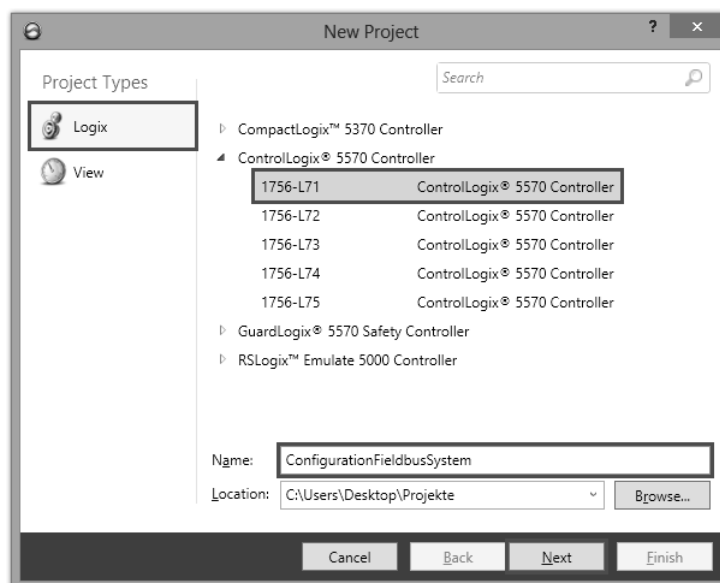 New Project
? ×
Project Types
Search
Logix
View
CompactLogix™ 5370 Controller
ControlLogix® 5570 Controller
1756-L71 ControlLogix® 5570 Controller
1756-L72 ControlLogix® 5570 Controller
1756-L73 ControlLogix® 5570 Controller
1756-L74 ControlLogix® 5570 Controller
1756-L75 ControlLogix® 5570 Controller
GuardLogix® 5570 Safety Controller
RSLogix™ Emulate 5000 Controller
Name: ConfigurationFieldbusSystem
Location: C:\Users\Desktop\Projekte Browse...
Cancel Back Next Finish